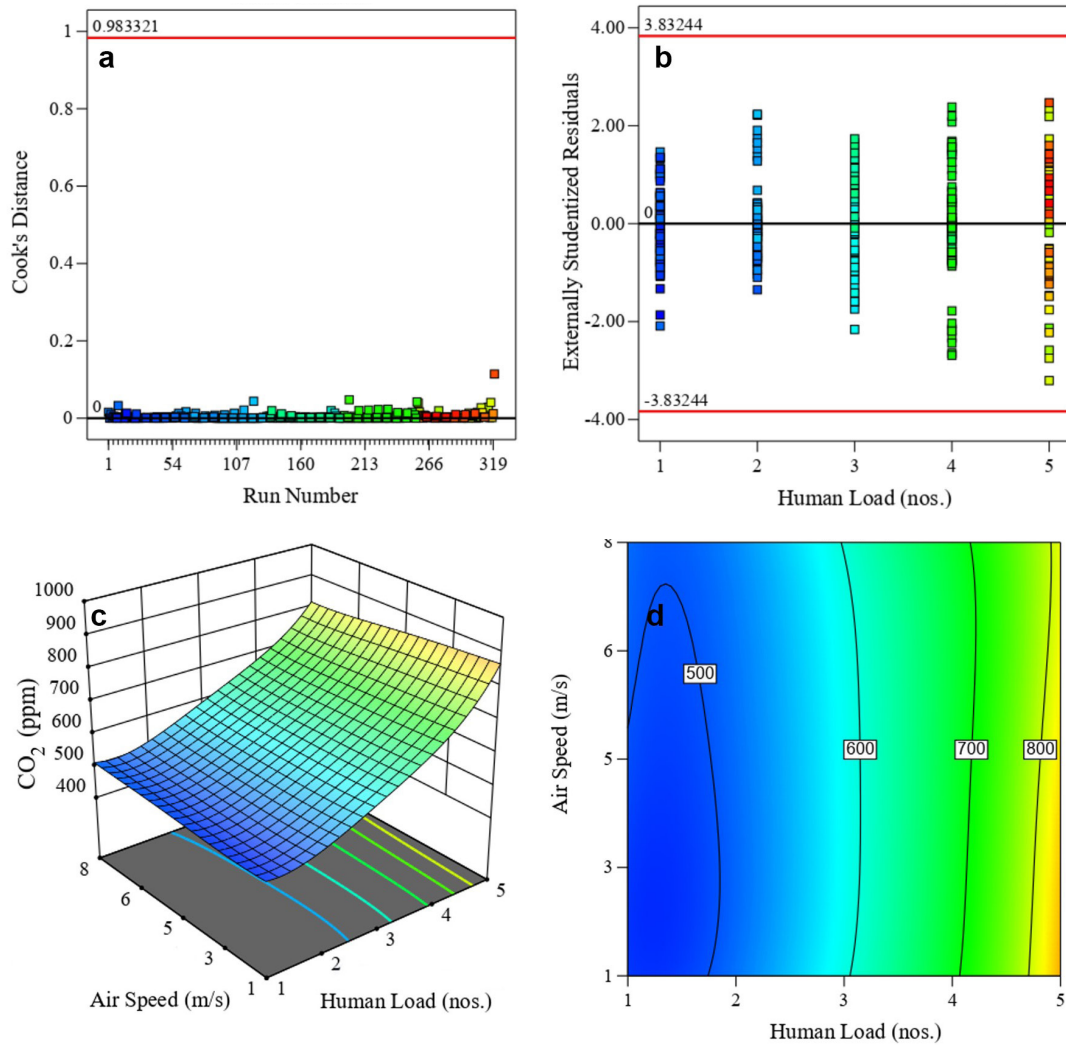 1
0.983321
a
0.8
0.6
0.4
0.2
0
0
Cook's Distance
1 54 107 160 213 266 319
Run Number
4.00
3.83244
b
2.00
0.00
0
-2.00
-3.83244
-4.00
Externally Studentized Residuals
1 2 3 4 5
Human Load (nos.)
1000
900
800
700
600
500
400
c
CO2 (ppm)
8
6
5
3
1
1
2
3
4
5
Air Speed (m/s)
Human Load (nos.)
8
6
5
3
1
d
500
600
700
800
Air Speed (m/s)
1 2 3 4 5
Human Load (nos.)